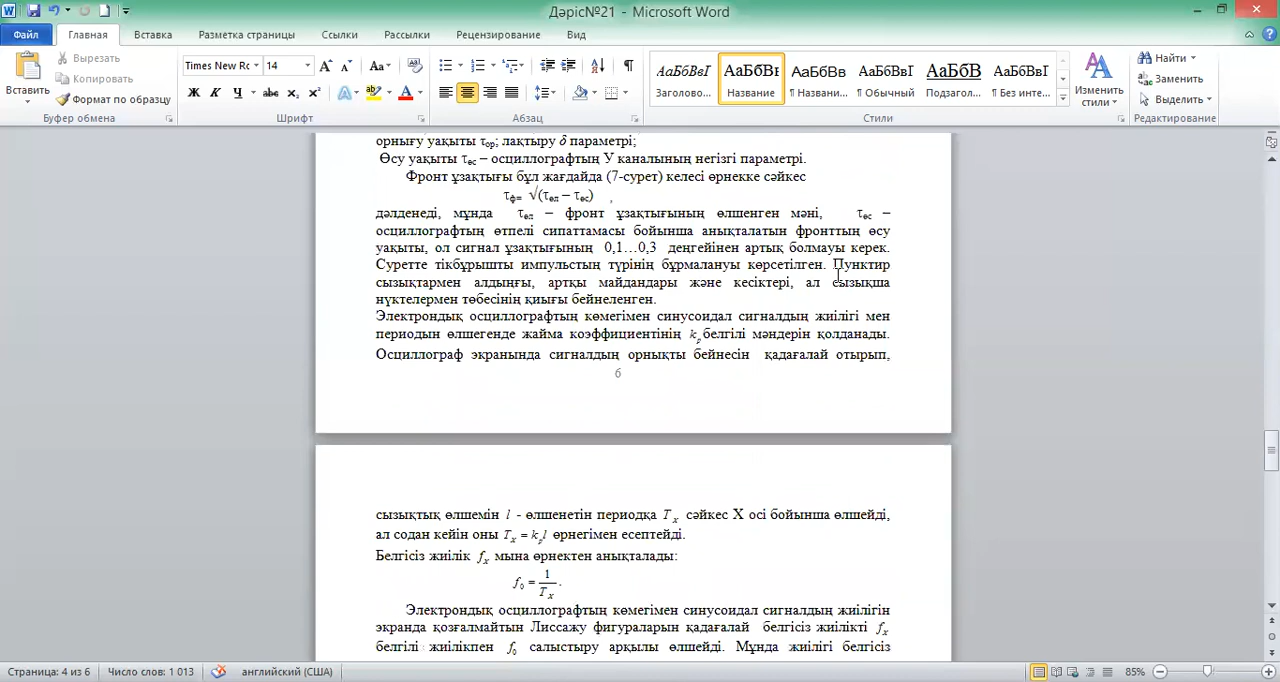 Дәріс№21 - Microsoft Word
Файл Главная Вставка Разметка страницы Ссылки Рассылки Рецензирование Вид
Вставить
Вырезать
Копировать
Формат по образцу
Буфер обмена
Times New Rc 14
Ж К Ч abc x₂ x²
Шрифт
Абзац
АаБбВвІ АаБбВв АаБбВв АаБбВвІ АаБбВ АаБбВвІ
Заголово... Название ¶ Названи... ¶ Обычный Подзагол... ¶ Без инте...
Стили
Изменить стили
Найти
Заменить
Выделить
Редактирование
орнығу уақыты τор; лақтыру δ параметрі;
Өсу уақыты τөс – осциллографтың У каналының негізгі параметрі.
Фронт ұзақтығы бұл жағдайда (7-сурет) келесі өрнекке сәйкес
τф= √(τөл – τөс) ,
дәлденеді, мұнда τөл – фронт ұзақтығының өлшенген мәні, τөс –
осциллографтың өтпелі сипаттамасы бойынша анықталатын фронттың өсу
уақыты, ол сигнал ұзақтығының 0,1…0,3 деңгейінен артық болмауы керек.
Суретте тікбұрышты импульстың түрінің бұрмалануы көрсетілген. Пунктир
сызықтармен алдыңғы, артқы майдандары және кесіктері, ал сызықша
нүктелермен төбесінің қиығы бейнеленген.
Электрондық осциллографтың көмегімен синусоидал сигналдың жиілігі мен
периодын өлшегенде жайма коэффициентінің kр белгілі мәндерін қолданады.
Осциллограф экранында сигналдың орнықты бейнесін қадағалай отырып,
6
сызықтық өлшемін l - өлшенетін периодқа Tx сәйкес X осі бойынша өлшейді,
ал содан кейін оны Tx = kрl өрнегімен есептейді.
Белгісіз жиілік fx мына өрнектен анықталады:
f0 = 1/Tx.
Электрондық осциллографтың көмегімен синусоидал сигналдың жиілігін
экранда қозғалмайтын Лиссажу фигураларын қадағалай белгісіз жиілікті fx
белгілі жиілікпен f0 салыстыру арқылы өлшейді. Мұнда жиілігі белгісіз
Страница: 4 из 6 Число слов: 1 013 английский (США) 85%